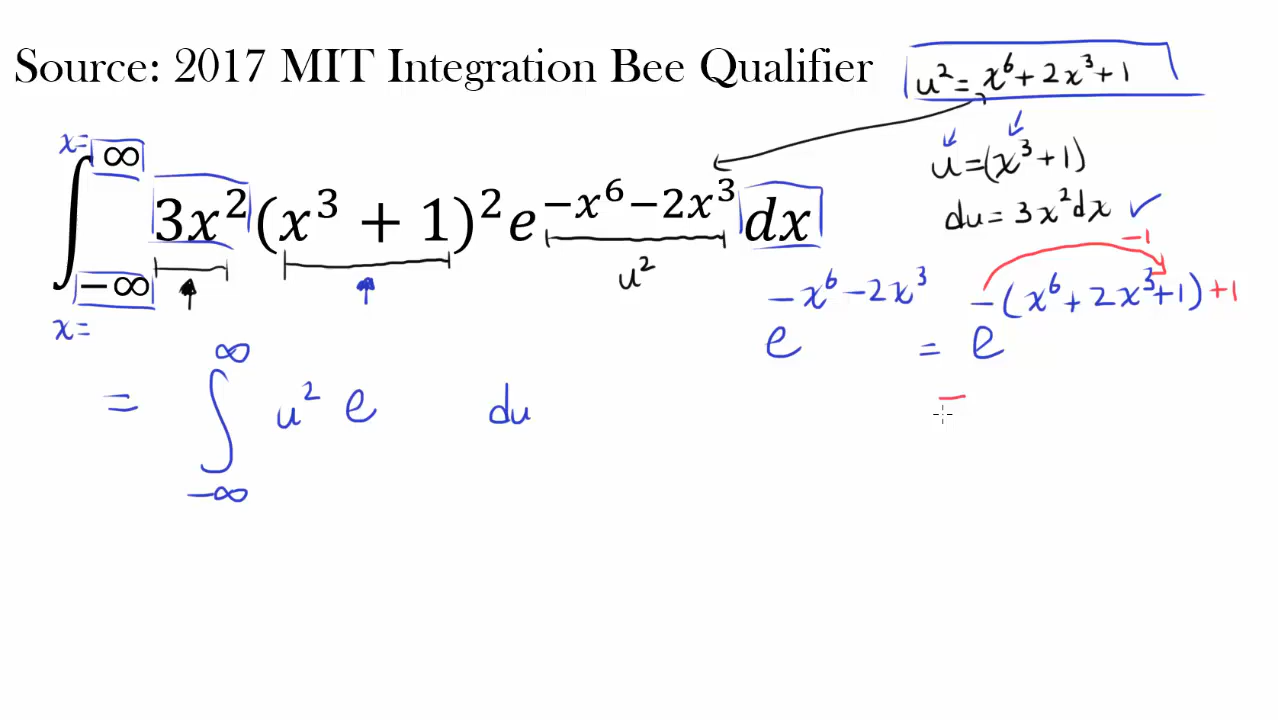 Source: 2017 MIT Integration Bee Qualifier
u² = x⁶ + 2x³ + 1
u = (x³ + 1)
du = 3x²dx ✓
x= ∞
∫ 3x²(x³ + 1)²e^(−x⁶−2x³) dx
x= −∞
u²
e^(−x⁶−2x³) = e^(−(x⁶+2x³+1)+1)
−1
= ∫_(−∞)^(∞) u² e du
−